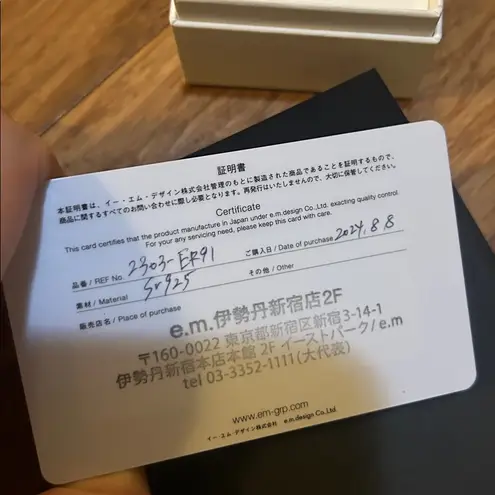 証明書
本証明書は、イー・エム・デザイン株式会社管理のもとに製造された商品であることを証明するもので、
商品に関するすべてのお問い合わせに際し必要となります。再発行はいたしませんので、大切に保管してください。
Certificate
This card certifies that the product manufacture in Japan under e.m.design Co., Ltd. exacting quality control.
For your any servicing need, please keep this card with care.
品番 / REF No. 2303-ER91 ご購入日 / Date of purchase 2024.8.8
素材 / Material Sv925 その他 / Other
販売店名 / Place of purchase
e.m.伊勢丹新宿店2F
〒160-0022 東京都新宿区新宿3-14-1
伊勢丹新宿本店本館 2F イーストパーク/ e.m
tel 03-3352-1111(大代表)
www.em-grp.com
イー・エム・デザイン株式会社 e.m.design Co.,Ltd.